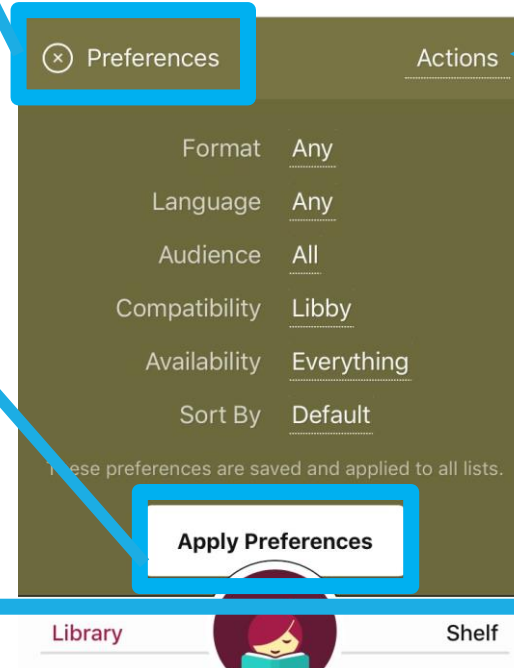 Preferences Actions
Format Any
Language Any
Audience All
Compatibility Libby
Availability Everything
Sort By Default
These preferences are saved and applied to all lists.
Apply Preferences
Library Shelf